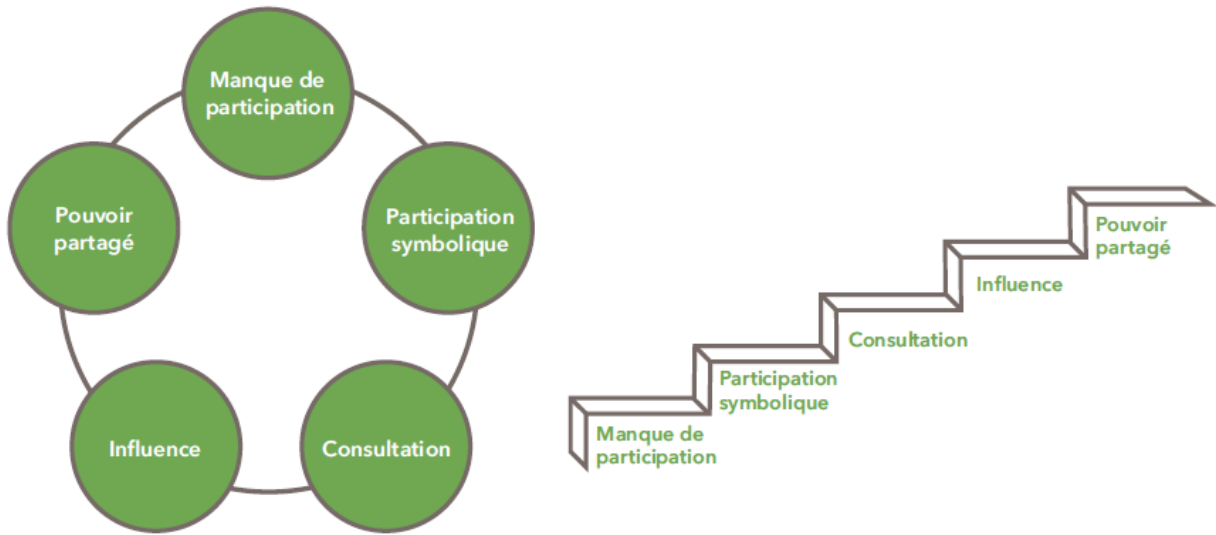 Manque de
participation
Pouvoir
partagé
Participation
symbolique
Influence
Consultation
Pouvoir
partagé
Influence
Consultation
Participation
symbolique
Manque de
participation